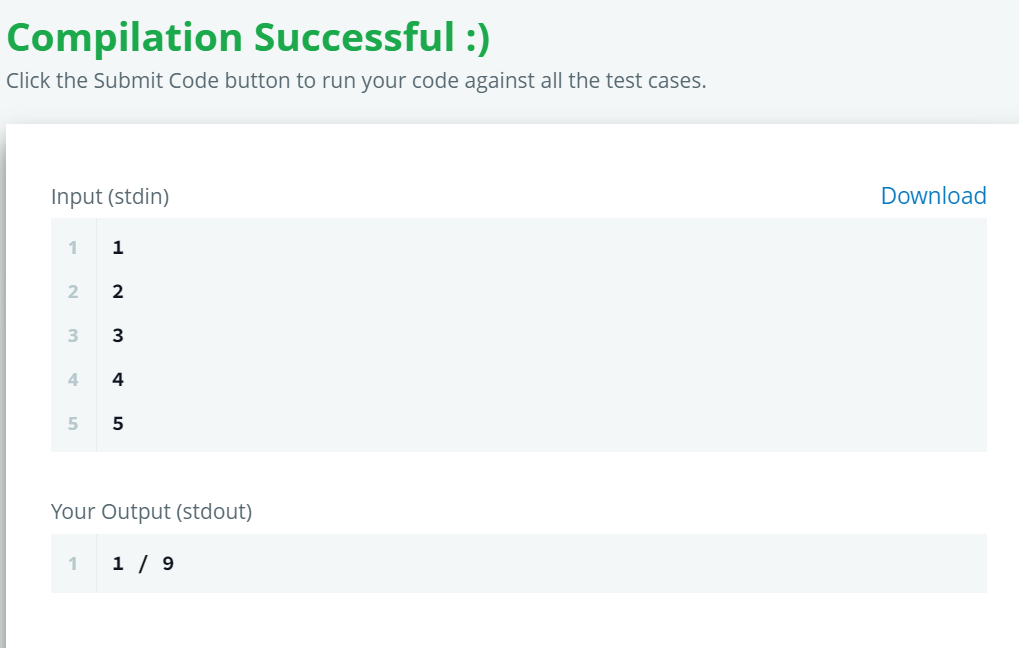 Compilation Successful :)
Click the Submit Code button to run your code against all the test cases.
Input (stdin) Download
1 1
2 2
3 3
4 4
5 5
Your Output (stdout)
1 1 / 9